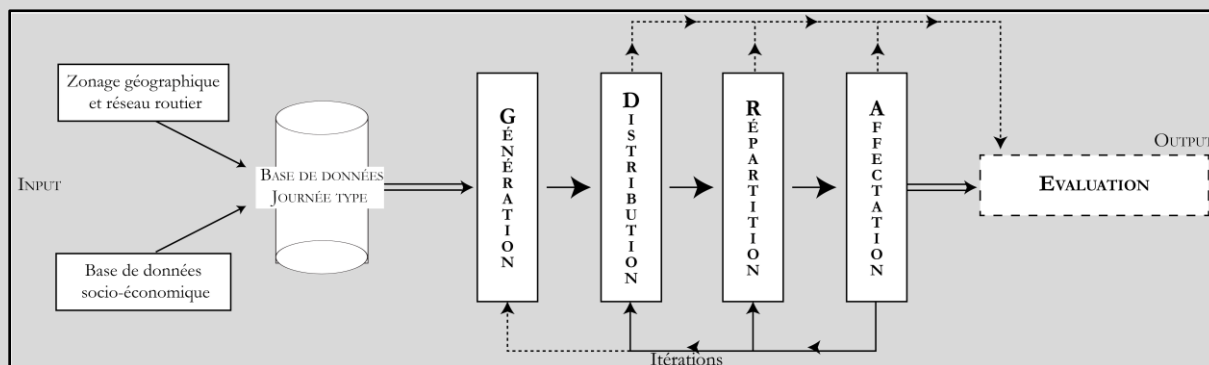 Zonage géographique
et réseau routier
INPUT
BASE DE DONNÉES
JOURNÉE TYPE
Base de données
socio-économique
GÉNÉRATION
DISTRIBUTION
RÉPARTITION
AFFECTATION
OUTPUT
EVALUATION
Itérations